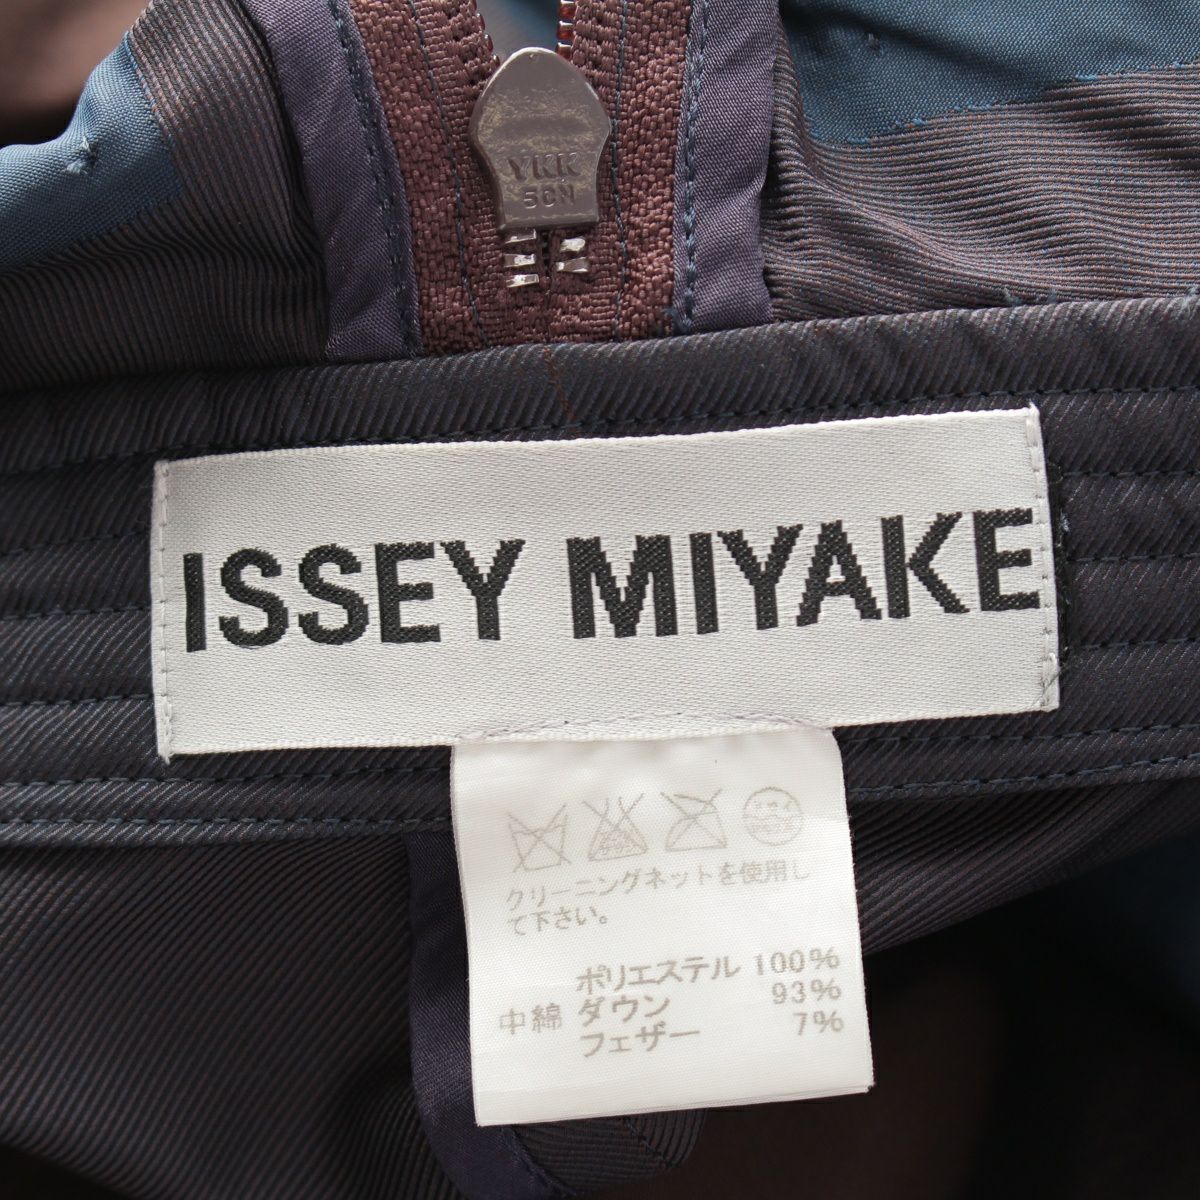 YKK
5CN
ISSEY MIYAKE
クリーニングネットを使用し
て下さい。
ポリエステル 100%
中綿 ダウン 93%
フェザー 7%